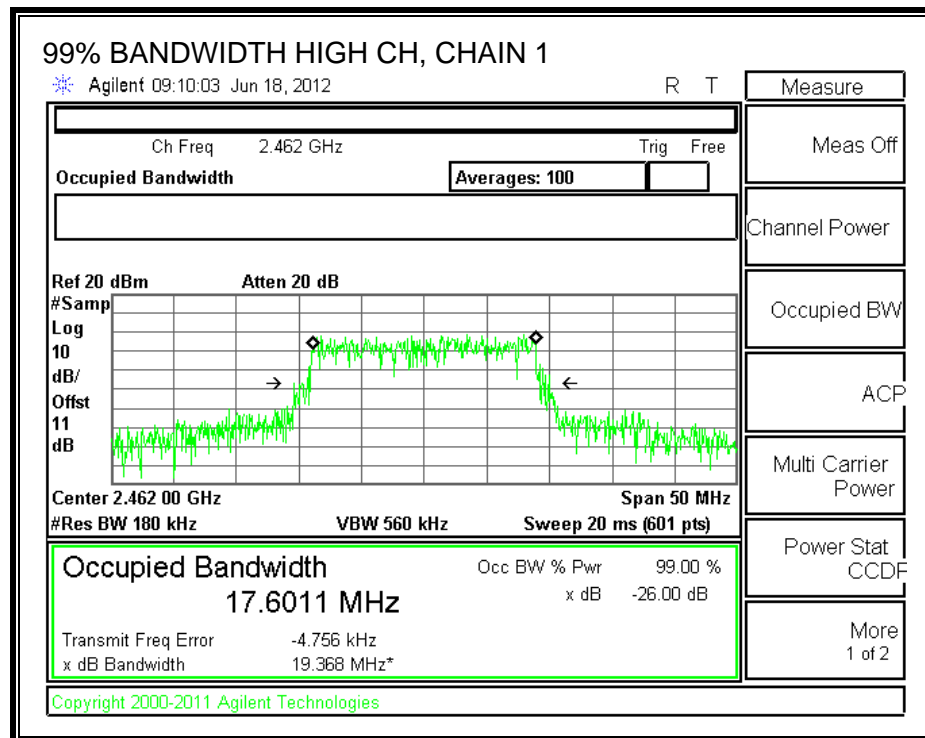 99% BANDWIDTH HIGH CH, CHAIN 1
Agilent 09:10:03 Jun 18, 2012 R T
Measure
Ch Freq 2.462 GHz Trig Free
Occupied Bandwidth Averages: 100
Meas Off
Channel Power
Occupied BW
ACP
Multi Carrier
Power
Power Stat
CCDF
More
1 of 2
Ref 20 dBm Atten 20 dB
#Samp
Log
10
dB/
Offst
11
dB
Center 2.462 00 GHz Span 50 MHz
#Res BW 180 kHz VBW 560 kHz Sweep 20 ms (601 pts)
Occupied Bandwidth
17.6011 MHz
Occ BW % Pwr 99.00 %
x dB -26.00 dB
Transmit Freq Error -4.756 kHz
x dB Bandwidth 19.368 MHz*
Copyright 2000-2011 Agilent Technologies